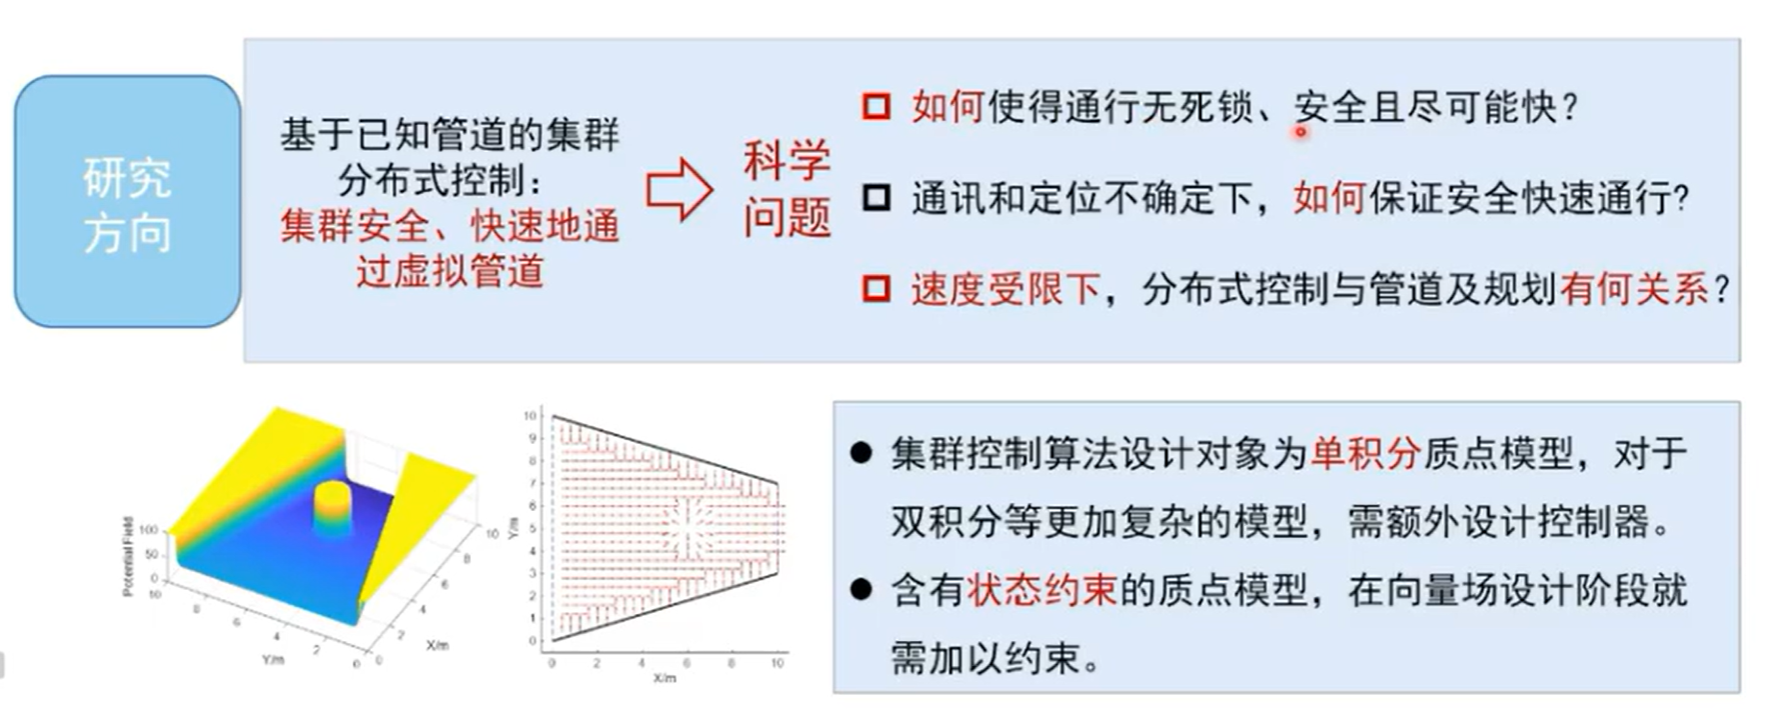 研究
方向
基于已知管道的集群
分布式控制：
集群安全、快速地通
过虚拟管道
科学
问题
如何使得通行无死锁、安全且尽可能快？
通讯和定位不确定下，如何保证安全快速通行？
速度受限下，分布式控制与管道及规划有何关系？
Potential Field
100
50
0
10
8
6
4
2
0
Y/m
0
2
4
6
8
10
X/m
10
9
8
7
6
5
4
3
2
1
0
Y/m
0
2
4
6
8
10
X/m
集群控制算法设计对象为单积分质点模型，对于
双积分等更加复杂的模型，需额外设计控制器。
含有状态约束的质点模型，在向量场设计阶段就
需加以约束。